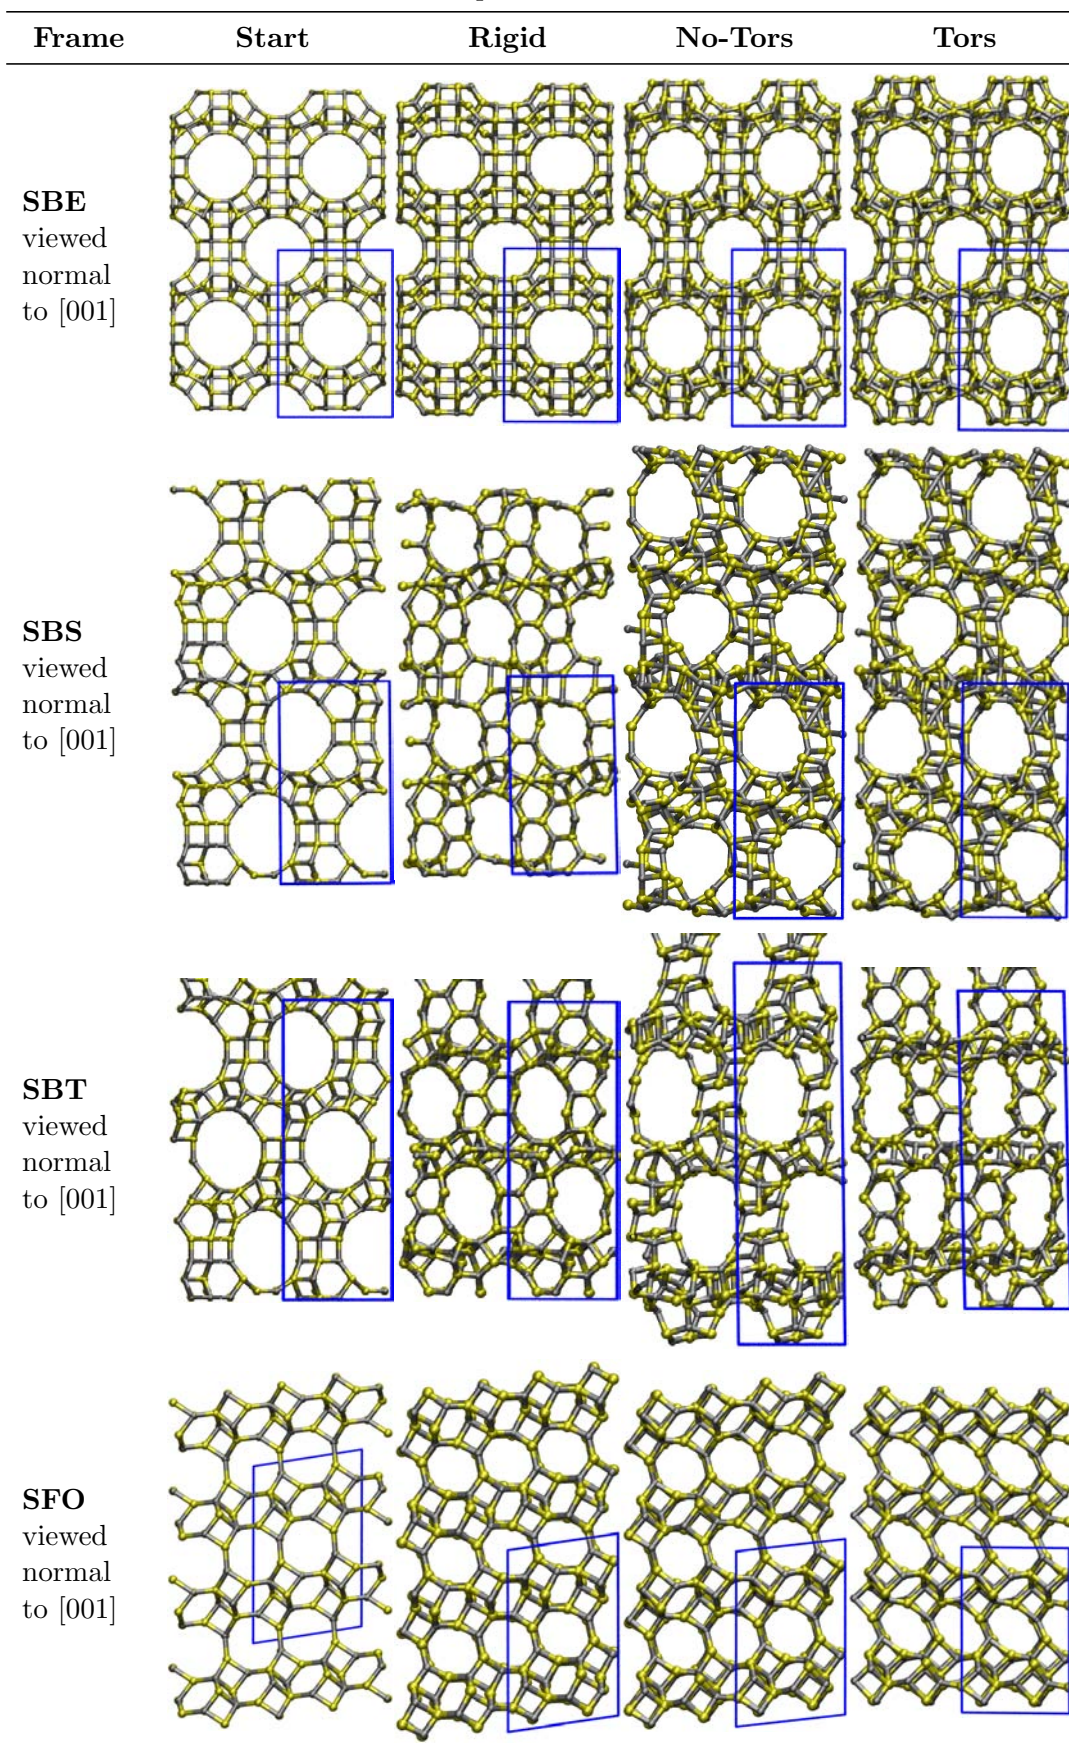 Frame Start Rigid No-Tors Tors
SBE
viewed
normal
to [001]
SBS
viewed
normal
to [001]
SBT
viewed
normal
to [001]
SFO
viewed
normal
to [001]